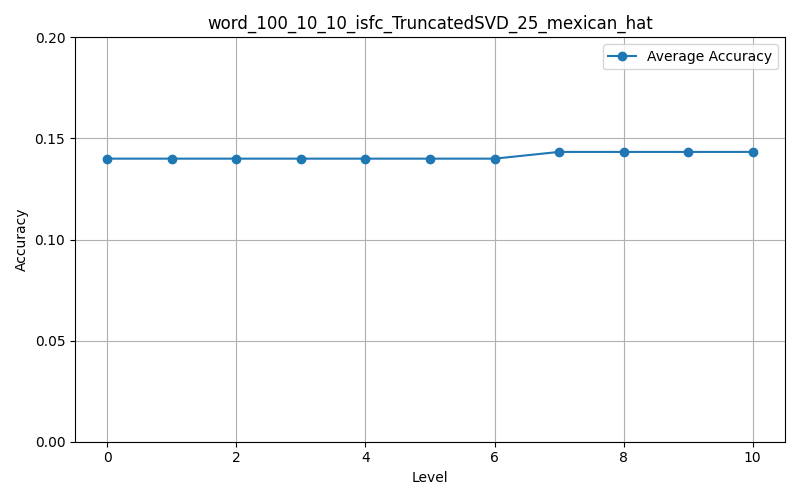 word_100_10_10_isfc_TruncatedSVD_25_mexican_hat
Average Accuracy
0.20
0.15
0.10
0.05
0.00
Accuracy
0 2 4 6 8 10
Level